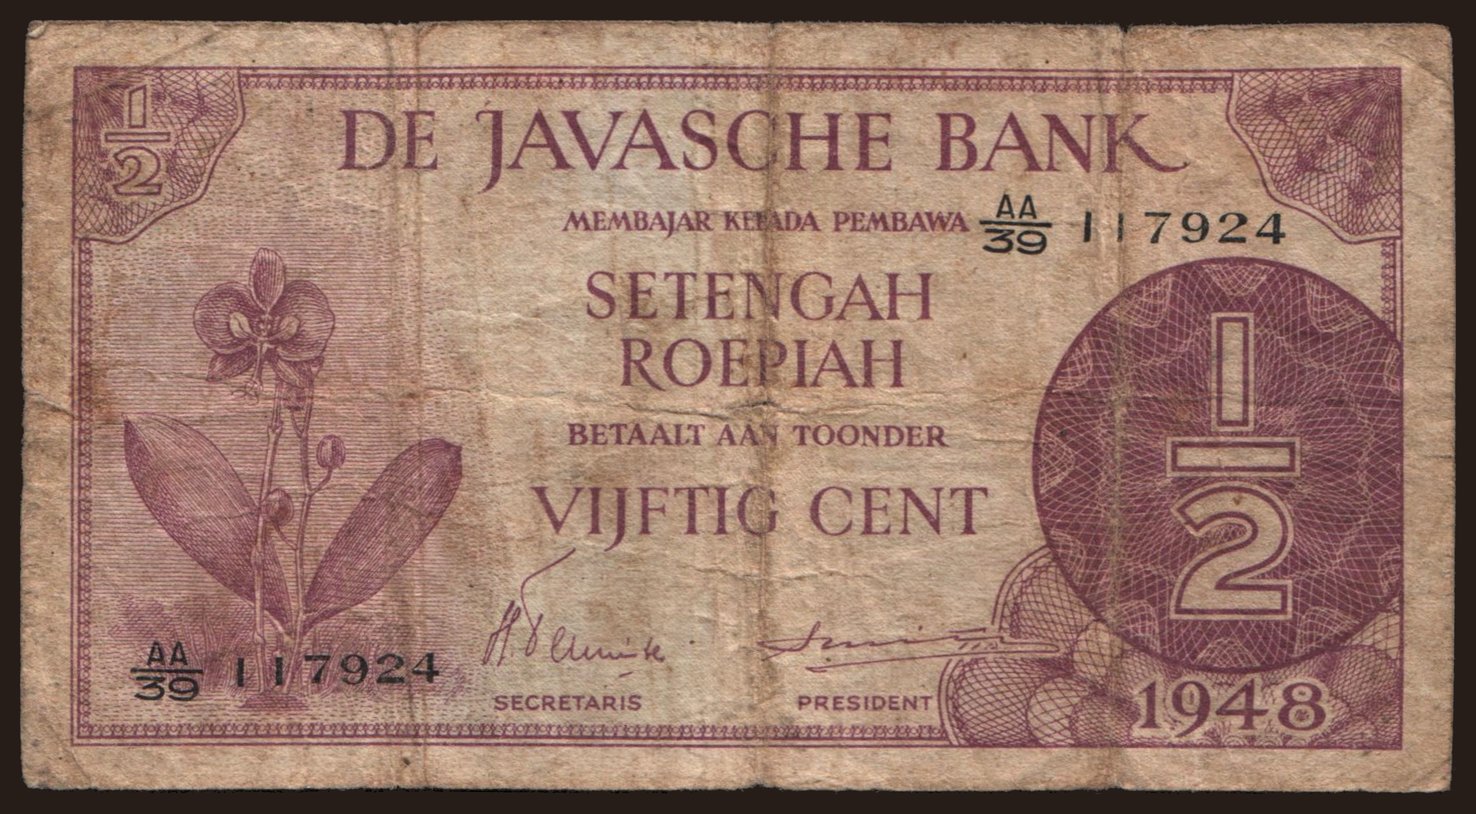 1/2
DE JAVASCHE BANK
MEMBAJAR KEPADA PEMBAWA
AA/39 117924
SETENGAH
ROEPIAH
BETAALT AAN TOONDER
VIJFTIG CENT
1/2
AA/39 117924
SECRETARIS
PRESIDENT
1948